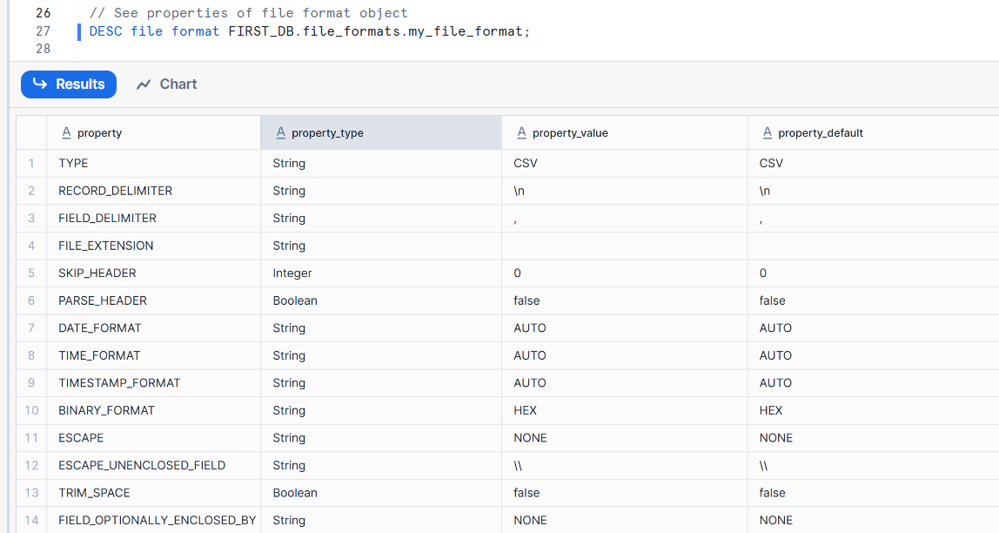 26 // See properties of file format object
27 DESC file format FIRST_DB.file_formats.my_file_format;
28
Results Chart
A property A property_type A property_value A property_default
1 TYPE String CSV CSV
2 RECORD_DELIMITER String \n \n
3 FIELD_DELIMITER String , ,
4 FILE_EXTENSION String
5 SKIP_HEADER Integer 0 0
6 PARSE_HEADER Boolean false false
7 DATE_FORMAT String AUTO AUTO
8 TIME_FORMAT String AUTO AUTO
9 TIMESTAMP_FORMAT String AUTO AUTO
10 BINARY_FORMAT String HEX HEX
11 ESCAPE String NONE NONE
12 ESCAPE_UNENCLOSED_FIELD String \\ \\
13 TRIM_SPACE Boolean false false
14 FIELD_OPTIONALLY_ENCLOSED_BY String NONE NONE